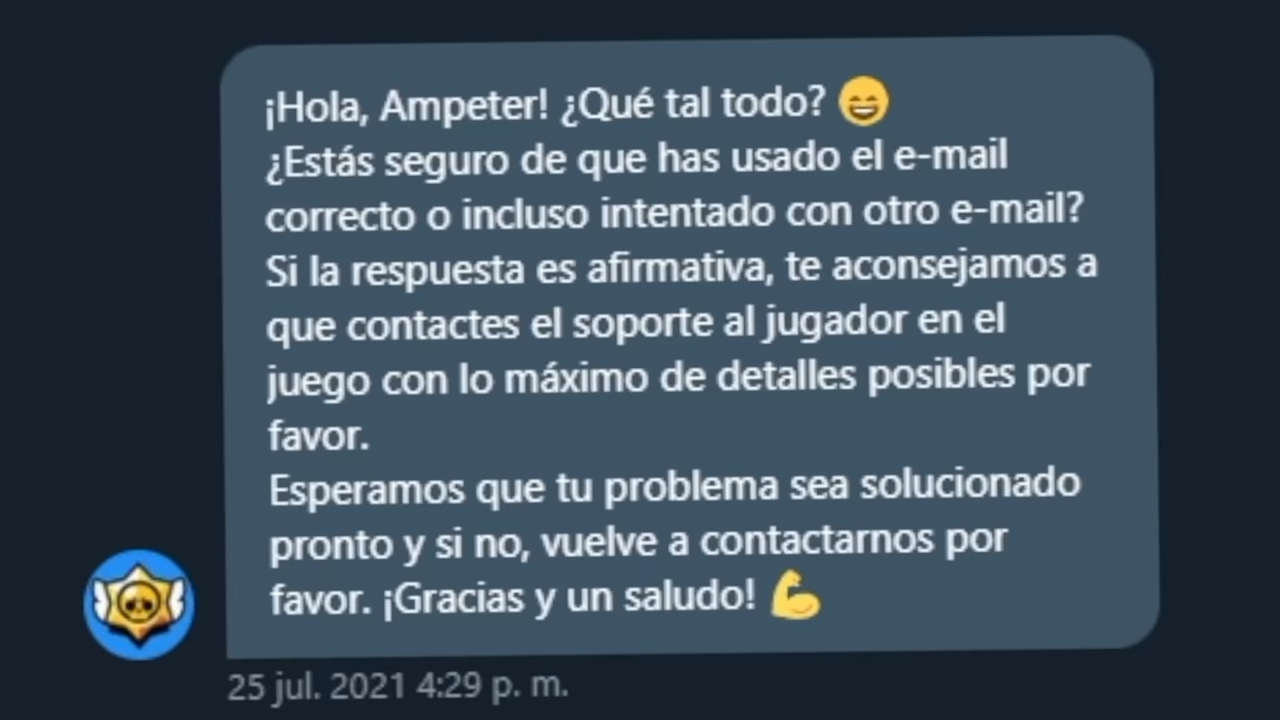 ¡Hola, Ampeter! ¿Qué tal todo? 😄
¿Estás seguro de que has usado el e-mail
correcto o incluso intentado con otro e-mail?
Si la respuesta es afirmativa, te aconsejamos a
que contactes el soporte al jugador en el
juego con lo máximo de detalles posibles por
favor.
Esperamos que tu problema sea solucionado
pronto y si no, vuelve a contactarnos por
favor. ¡Gracias y un saludo! 💪
25 jul. 2021 4:29 p. m.